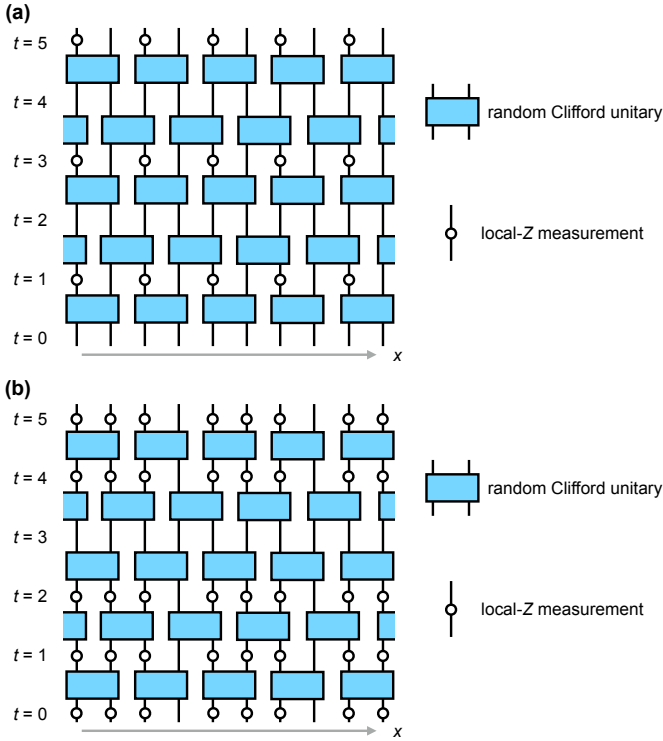 (a)
t = 5
t = 4
t = 3
t = 2
t = 1
t = 0
x
random Clifford unitary
local-Z measurement
(b)
t = 5
t = 4
t = 3
t = 2
t = 1
t = 0
x
random Clifford unitary
local-Z measurement